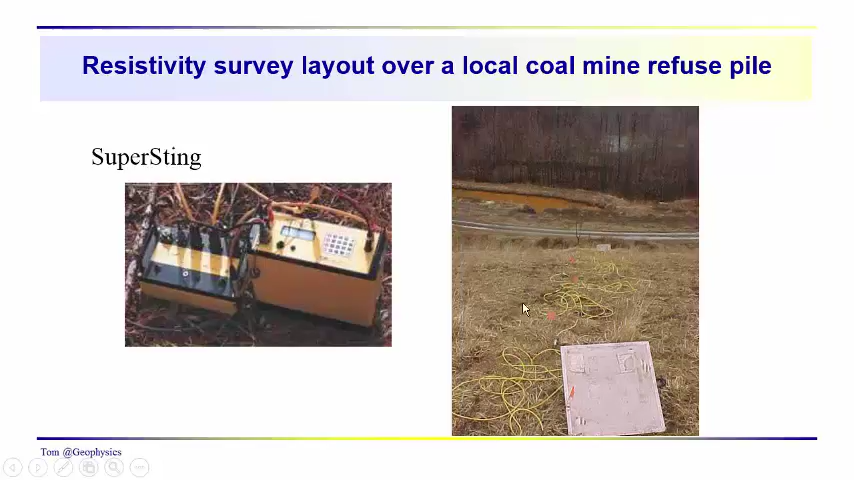 Resistivity survey layout over a local coal mine refuse pile
SuperSting
Tom @Geophysics